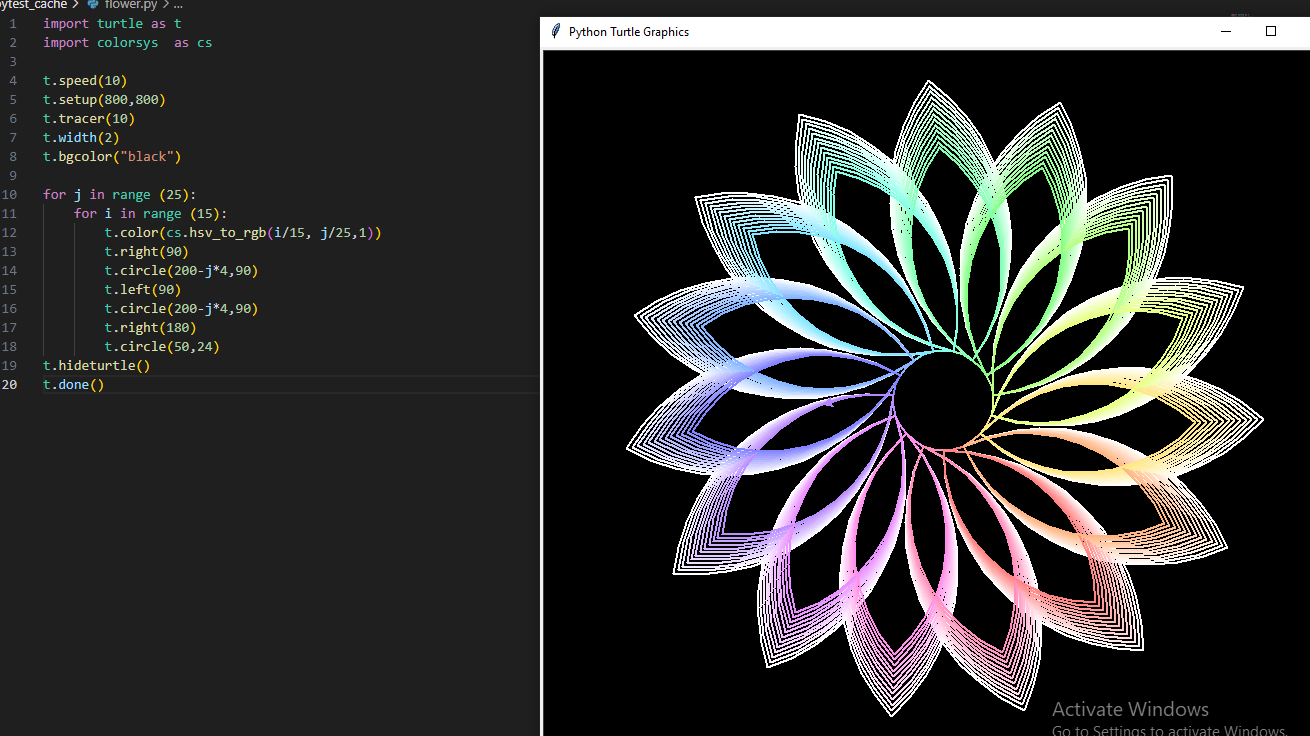 ytest_cache > flower.py > ...
Python Turtle Graphics
1 import turtle as t
2 import colorsys  as cs
3
4 t.speed(10)
5 t.setup(800,800)
6 t.tracer(10)
7 t.width(2)
8 t.bgcolor("black")
9
10 for j in range (25):
11     for i in range (15):
12         t.color(cs.hsv_to_rgb(i/15, j/25,1))
13         t.right(90)
14         t.circle(200-j*4,90)
15         t.left(90)
16         t.circle(200-j*4,90)
17         t.right(180)
18         t.circle(50,24)
19 t.hideturtle()
20 t.done()
Activate Windows
Go to Settings to activate Windows.